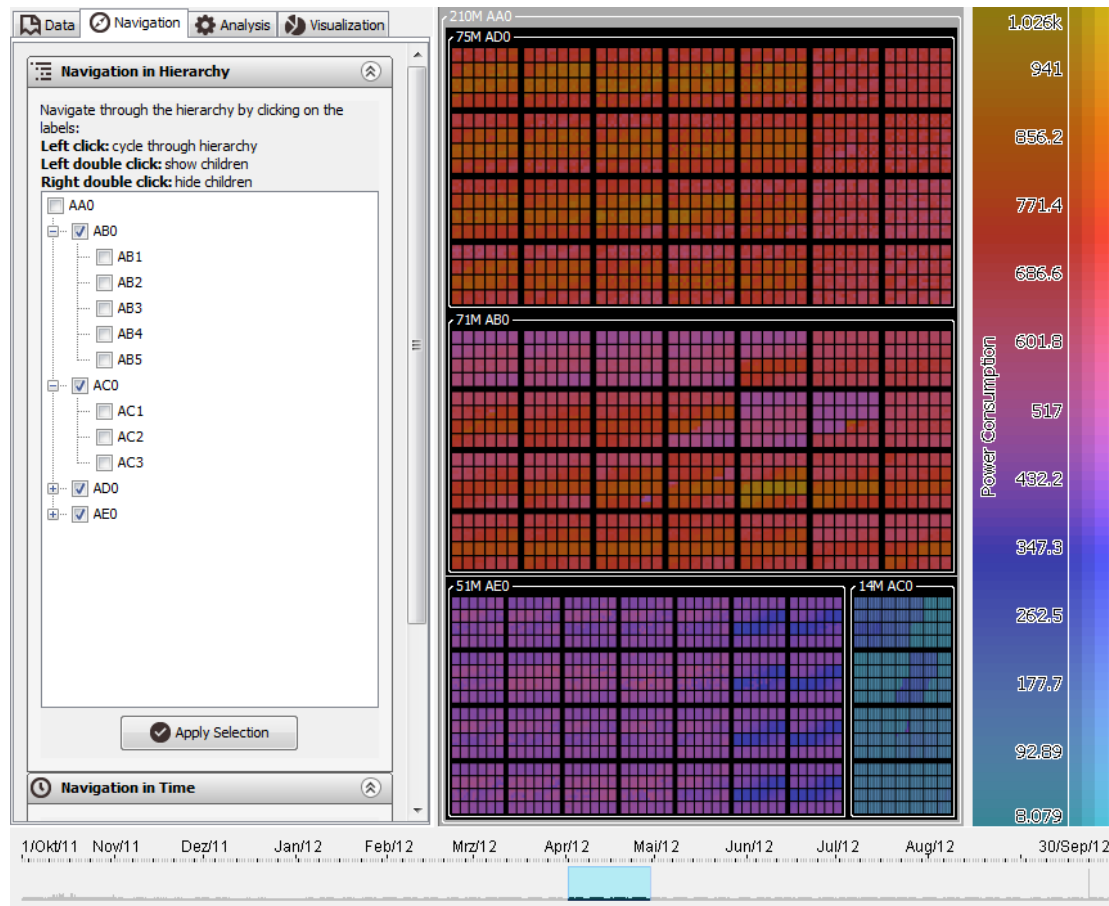 Data Navigation Analysis Visualization
Navigation in Hierarchy
Navigate through the hierarchy by clicking on the
labels:
Left click: cycle through hierarchy
Left double click: show children
Right double click: hide children
AA0
AB0
AB1
AB2
AB3
AB4
AB5
AC0
AC1
AC2
AC3
AD0
AE0
Apply Selection
Navigation in Time
210M AA0
75M AD0
71M AB0
51M AE0
14M AC0
Power Consumption
1.026k
941
856.2
771.4
686.6
601.8
517
432.2
347.3
262.5
177.7
92.89
8.079
1/Okt/11 Nov/11 Dez/11 Jan/12 Feb/12 Mrz/12 Apr/12 Mai/12 Jun/12 Jul/12 Aug/12 30/Sep/12